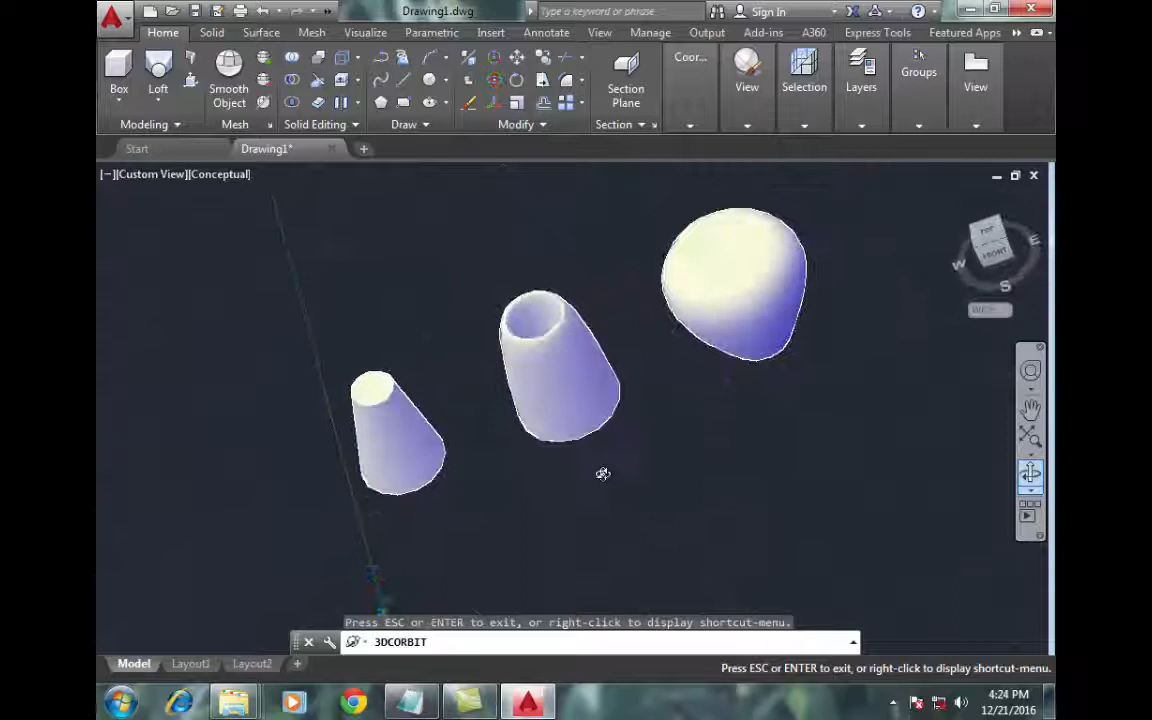 Drawing1.dwg
Type a keyword or phrase
Sign In
Home Solid Surface Mesh Visualize Parametric Insert Annotate View Manage Output Add-ins A360 Express Tools Featured Apps
Box
Loft
Smooth
Object
Section
Plane
Coor...
View
Selection
Layers
Groups
View
Modeling
Mesh
Solid Editing
Draw
Modify
Section
Start
Drawing1*
[−][Custom View][Conceptual]
TOP
FRONT
W
E
S
Press ESC or ENTER to exit, or right-click to display shortcut-menu.
3DCORBIT
Model
Layout1
Layout2
Press ESC or ENTER to exit, or right-click to display shortcut-menu.
4:24 PM
12/21/2016